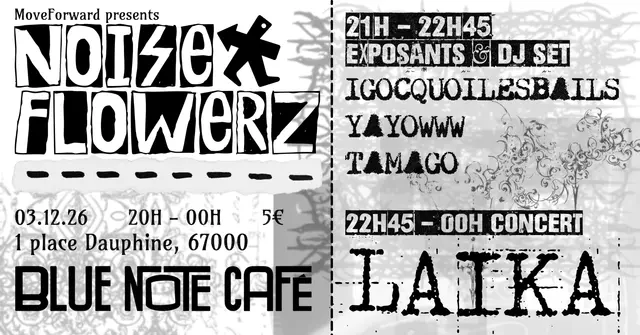 MoveForward presents
NOISE
FLOWERZ
03.12.26 20H - 00H 5€
1 place Dauphine, 67000
BLUE NOTE CAFÉ
21H - 22H45
EXPOSANTS & DJ SET
IGOCQUOILESBAILS
YAYOWWW
TAMAGO
22H45 - 00H CONCERT
LAIKA